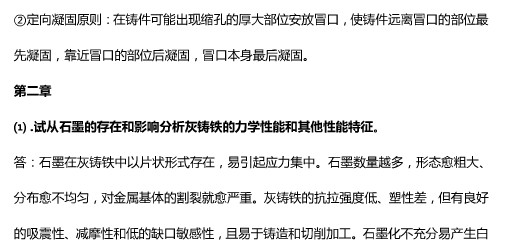 ②定向凝固原则：在铸件可能出现缩孔的厚大部位安放冒口，使铸件远离冒口的部位最
先凝固，靠近冒口的部位后凝固，冒口本身最后凝固。
第二章
⑴ .试从石墨的存在和影响分析灰铸铁的力学性能和其他性能特征。
答：石墨在灰铸铁中以片状形式存在，易引起应力集中。石墨数量越多，形态愈粗大、
分布愈不均匀，对金属基体的割裂就愈严重。灰铸铁的抗拉强度低、塑性差，但有良好
的吸震性、减摩性和低的缺口敏感性，且易于铸造和切削加工。石墨化不充分易产生白